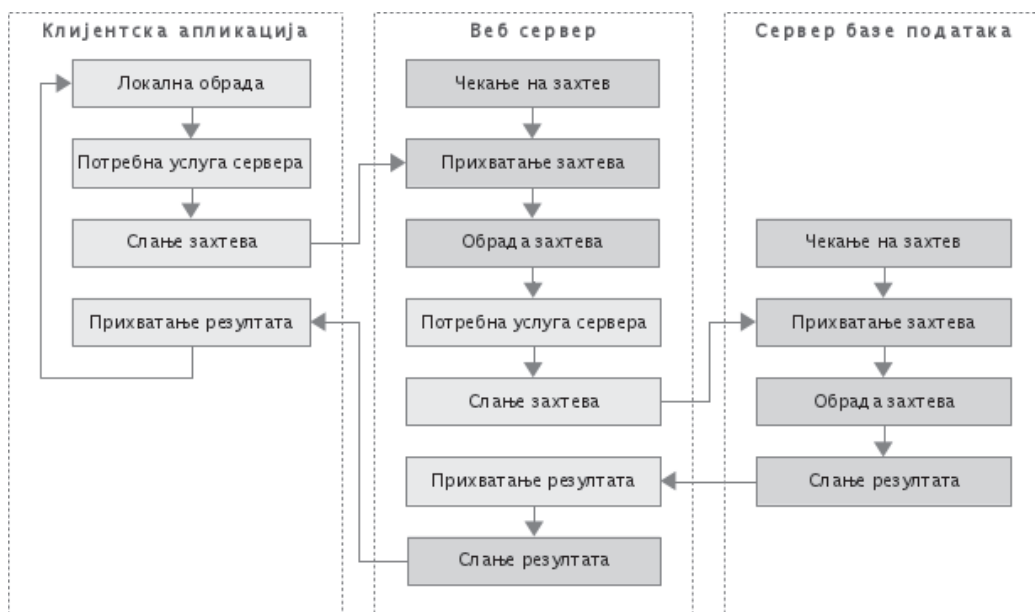 Клијентска апликација
Локална обрада
Потребна услуга сервера
Слање захтева
Прихватање резултата
Веб сервер
Чекање на захтев
Прихватање захтева
Обрада захтева
Потребна услуга сервера
Слање захтева
Прихватање резултата
Слање резултата
Сервер базе података
Чекање на захтев
Прихватање захтева
Обрада захтева
Слање резултата